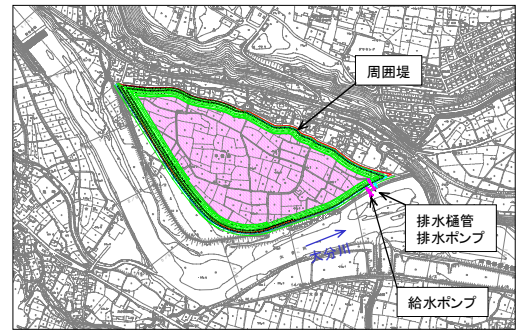 周囲堤
排水樋管
排水ポンプ
大分川
給水ポンプ